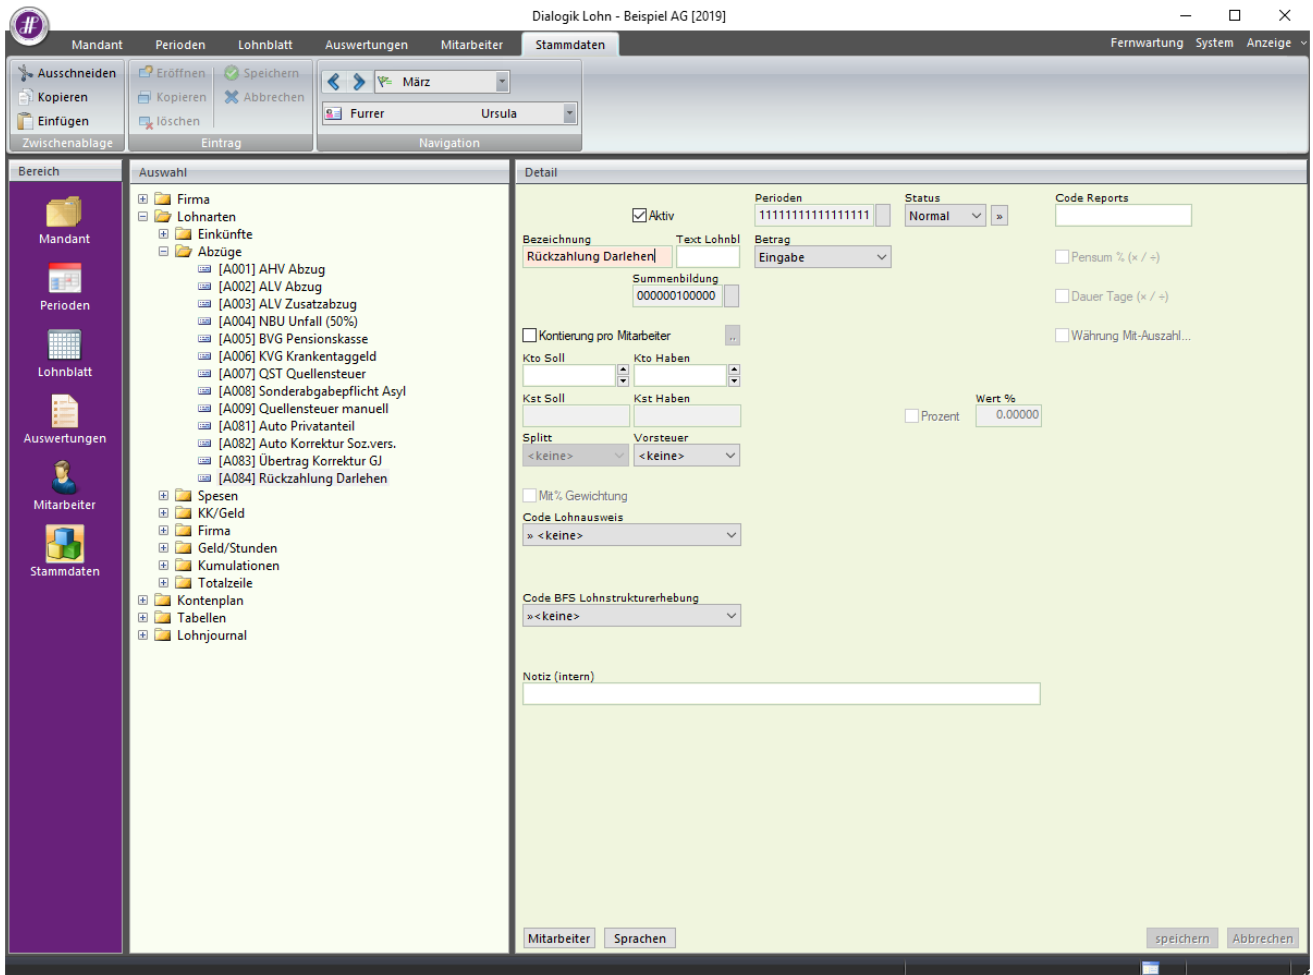 Dialogik Lohn - Beispiel AG [2019]
Mandant Perioden Lohnblatt Auswertungen Mitarbeiter Stammdaten Fernwartung System Anzeige
Ausschneiden Eröffnen Speichern
Kopieren Kopieren Abbrechen
Einfügen löschen
März
Furrer Ursula
Zwischenablage Eintrag Navigation
Bereich
Mandant
Perioden
Lohnblatt
Auswertungen
Mitarbeiter
Stammdaten
Auswahl
Firma
Lohnarten
Einkünfte
Abzüge
[A001] AHV Abzug
[A002] ALV Abzug
[A003] ALV Zusatzabzug
[A004] NBU Unfall (50%)
[A005] BVG Pensionskasse
[A006] KVG Krankentaggeld
[A007] QST Quellensteuer
[A008] Sonderabgabepflicht Asyl
[A009] Quellensteuer manuell
[A081] Auto Privatanteil
[A082] Auto Korrektur Soz.vers.
[A083] Übertrag Korrektur GJ
[A084] Rückzahlung Darlehen
Spesen
KK/Geld
Firma
Geld/Stunden
Kumulationen
Totalzeile
Kontenplan
Tabellen
Lohnjournal
Detail
Perioden Status Code Reports
Aktiv 11111111111111111 Normal »
Bezeichnung Text Lohnbl Betrag
Rückzahlung Darlehen Eingabe Pensum % (× / ÷)
Summenbildung
000000100000 Dauer Tage (× / ÷)
Kontierung pro Mitarbeiter .. Währung Mit-Auszahl...
Kto Soll Kto Haben
Kst Soll Kst Haben Wert %
Prozent 0.00000
Splitt Vorsteuer
<keine> <keine>
Mit% Gewichtung
Code Lohnausweis
» <keine>
Code BFS Lohnstrukturerhebung
»<keine>
Notiz (intern)
Mitarbeiter Sprachen speichern Abbrechen